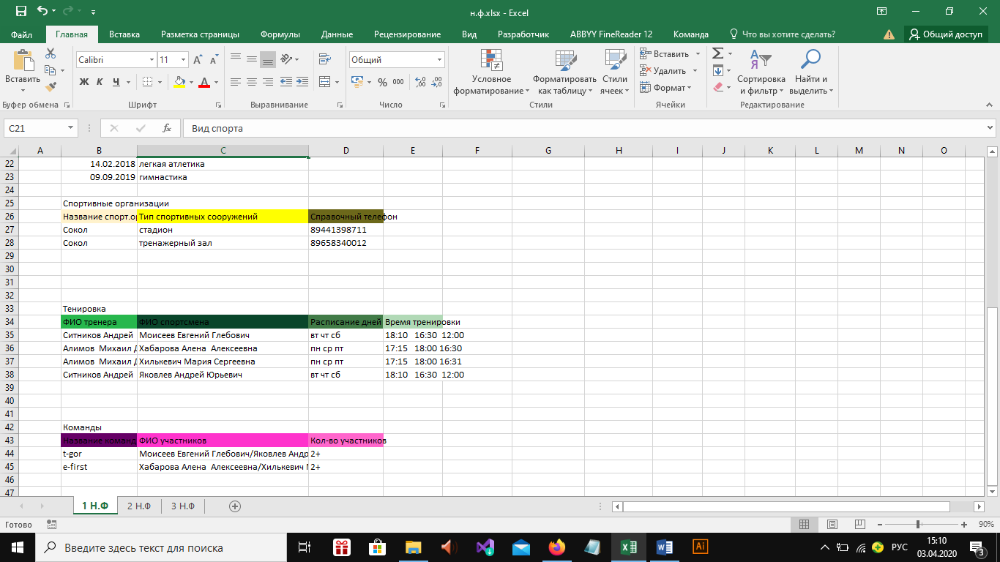 н.ф.xlsx - Excel
Файл Главная Вставка Разметка страницы Формулы Данные Рецензирование Вид Разработчик ABBYY FineReader 12 Команда Что вы хотите сделать? Общий доступ
Вставить
Calibri 11
Ж К Ч
Общий
% 000
Условное форматирование
Форматировать как таблицу
Стили ячеек
Вставить
Удалить
Формат
Сортировка и фильтр
Найти и выделить
Буфер обмена Шрифт Выравнивание Число Стили Ячейки Редактирование
C21 fx Вид спорта
A B C D E F G H I J K L M N O
22 14.02.2018 легкая атлетика
23 09.09.2019 гимнастика
24
25 Спортивные организации
26 Название спорт.ор Тип спортивных сооружений Справочный телефон
27 Сокол стадион 89441398711
28 Сокол тренажерный зал 89658340012
29
30
31
32
33 Тенировка
34 ФИО тренера ФИО спортсмена Расписание дней Время тренировки
35 Ситников Андрей Моисеев Евгений Глебович вт чт сб 18:10 16:30 12:00
36 Алимов Михаил Д Хабарова Алена Алексеевна пн ср пт 17:15 18:00 16:30
37 Алимов Михаил Д Хилькевич Мария Сергеевна пн ср пт 17:15 18:00 16:31
38 Ситников Андрей Яковлев Андрей Юрьевич вт чт сб 18:10 16:30 12:00
39
40
41
42 Команды
43 Название команд ФИО участников Кол-во участников
44 t-gor Моисеев Евгений Глебович/Яковлев Андр 2+
45 e-first Хабарова Алена Алексеевна/Хилькевич 2+
46
47
1 Н.Ф 2 Н.Ф 3 Н.Ф
Готово 90%
Введите здесь текст для поиска
Ai
РУС
15:10
03.04.2020
3